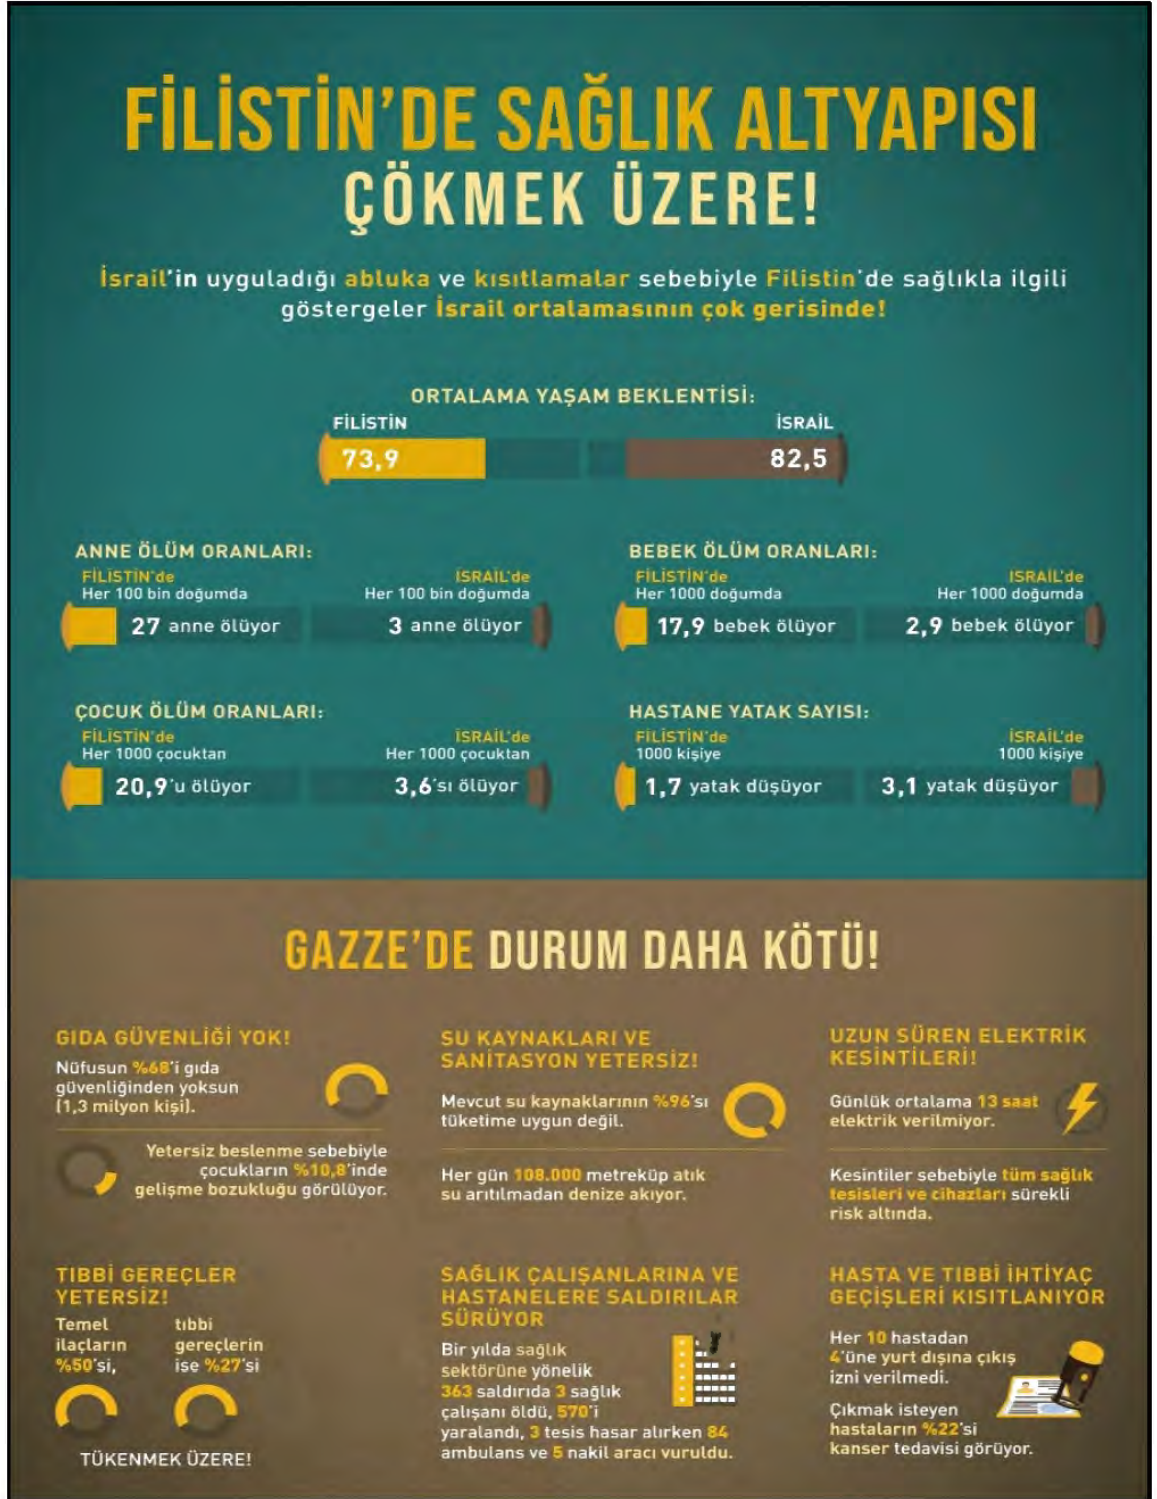 FİLİSTİN'DE SAĞLIK ALTYAPISI
ÇÖKMEK ÜZERE!
İsrail'in uyguladığı abluka ve kısıtlamalar sebebiyle Filistin'de sağlıkla ilgili
göstergeler İsrail ortalamasının çok gerisinde!
ORTALAMA YAŞAM BEKLENTİSİ:
FİLİSTİN
İSRAİL
73,9
82,5
ANNE ÖLÜM ORANLARI:
FİLİSTİN'de
Her 100 bin doğumda
27 anne ölüyor
İSRAİL'de
Her 100 bin doğumda
3 anne ölüyor
BEBEK ÖLÜM ORANLARI:
FİLİSTİN'de
Her 1000 doğumda
17,9 bebek ölüyor
İSRAİL'de
Her 1000 doğumda
2,9 bebek ölüyor
ÇOCUK ÖLÜM ORANLARI:
FİLİSTİN'de
Her 1000 çocuktan
20,9'u ölüyor
İSRAİL'de
Her 1000 çocuktan
3,6'sı ölüyor
HASTANE YATAK SAYISI:
FİLİSTİN'de
1000 kişiye
1,7 yatak düşüyor
İSRAİL'de
1000 kişiye
3,1 yatak düşüyor
GAZZE'DE DURUM DAHA KÖTÜ!
GIDA GÜVENLİĞİ YOK!
Nüfusun %68'i gıda
güvenliğinden yoksun
(1,3 milyon kişi).
Yetersiz beslenme sebebiyle
çocukların %10,8'inde
gelişme bozukluğu görülüyor.
SU KAYNAKLARI VE
SANİTASYON YETERSİZ!
Mevcut su kaynaklarının %96'sı
tüketime uygun değil.
Her gün 108.000 metreküp atık
su arıtılmadan denize akıyor.
UZUN SÜREN ELEKTRİK
KESİNTİLERİ!
Günlük ortalama 13 saat
elektrik verilmiyor.
Kesintiler sebebiyle tüm sağlık
tesisleri ve cihazları sürekli
risk altında.
TIBBİ GEREÇLER
YETERSİZ!
Temel
ilaçların
%50'si,
tıbbi
gereçlerin
ise %27'si
TÜKENMEK ÜZERE!
SAĞLIK ÇALIŞANLARINA VE
HASTANELERE SALDIRILAR
SÜRÜYOR
Bir yılda sağlık
sektörüne yönelik
363 saldırıda 3 sağlık
çalışanı öldü, 570'i
yaralandı, 3 tesis hasar alırken 84
ambulans ve 5 nakil aracı vuruldu.
HASTA VE TIBBİ İHTİYAÇ
GEÇİŞLERİ KISITLANIYOR
Her 10 hastadan
4'üne yurt dışına çıkış
izni verilmedi.
Çıkmak isteyen
hastaların %22'si
kanser tedavisi görüyor.